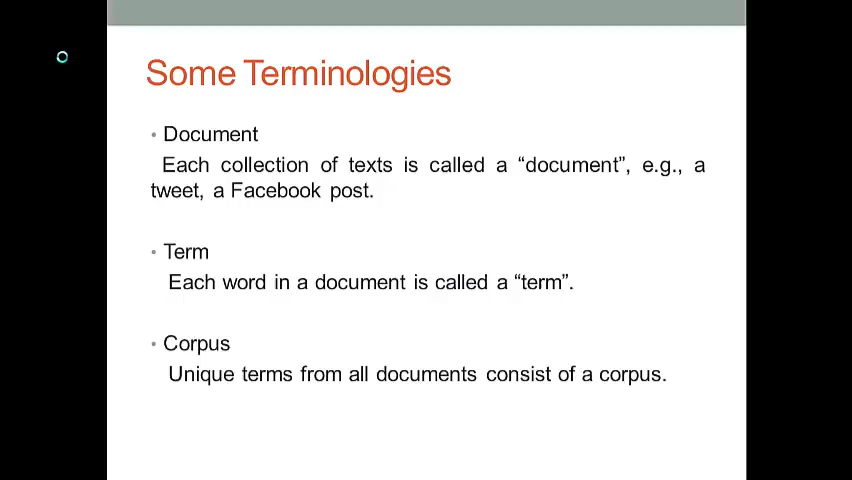 Some Terminologies
• Document
Each collection of texts is called a “document”, e.g., a
tweet, a Facebook post.
• Term
Each word in a document is called a “term”.
• Corpus
Unique terms from all documents consist of a corpus.